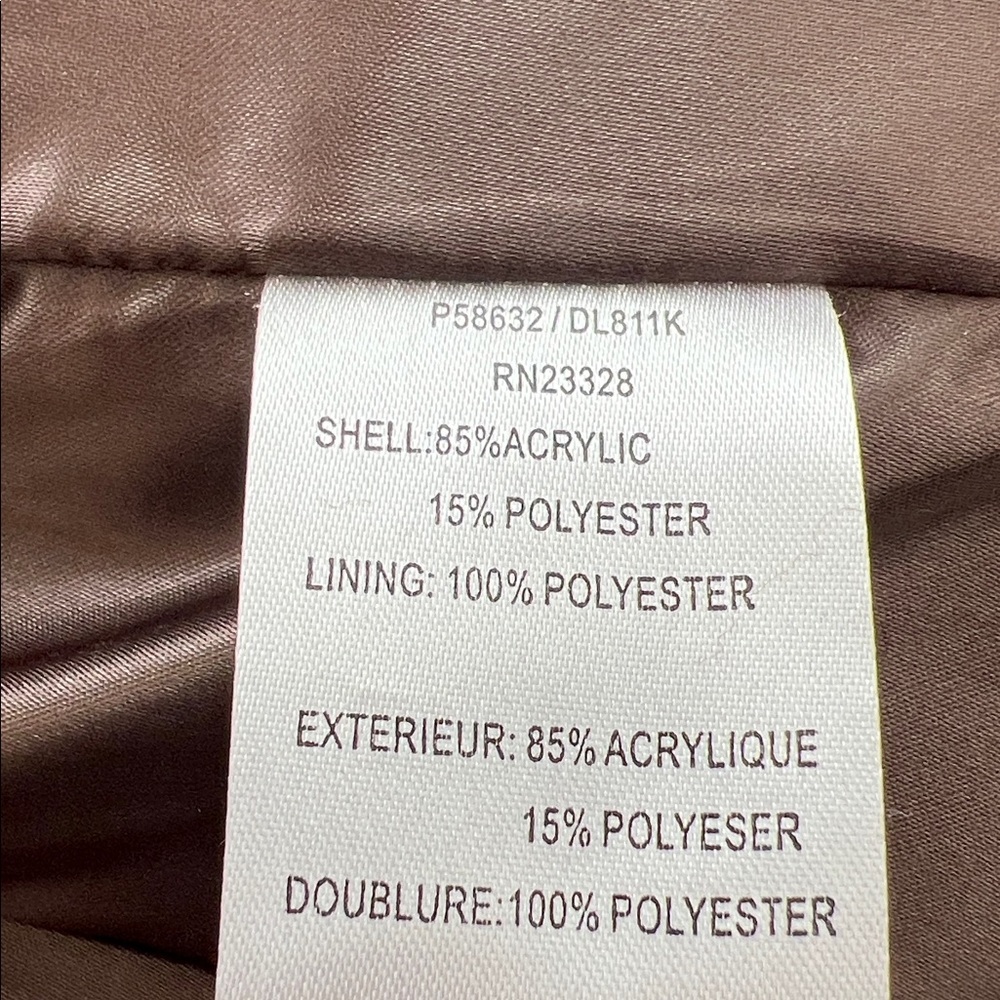 P58632 / DL811K
RN23328
SHELL:85%ACRYLIC
15% POLYESTER
LINING: 100% POLYESTER
EXTERIEUR: 85% ACRYLIQUE
15% POLYESER
DOUBLURE:100% POLYESTER